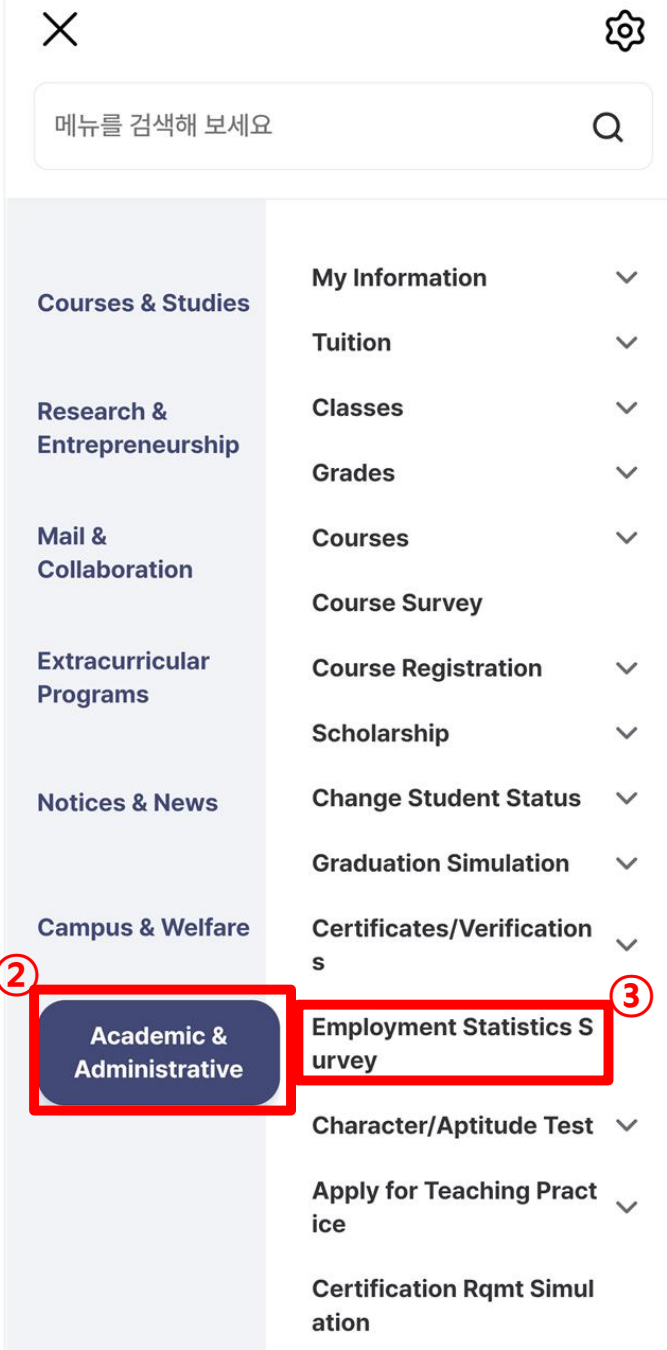 메뉴를 검색해 보세요
Courses & Studies
Research &
Entrepreneurship
Mail &
Collaboration
Extracurricular
Programs
Notices & News
Campus & Welfare
②
Academic &
Administrative
My Information
Tuition
Classes
Grades
Courses
Course Survey
Course Registration
Scholarship
Change Student Status
Graduation Simulation
Certificates/Verification
s
③
Employment Statistics S
urvey
Character/Aptitude Test
Apply for Teaching Pract
ice
Certification Rqmt Simul
ation